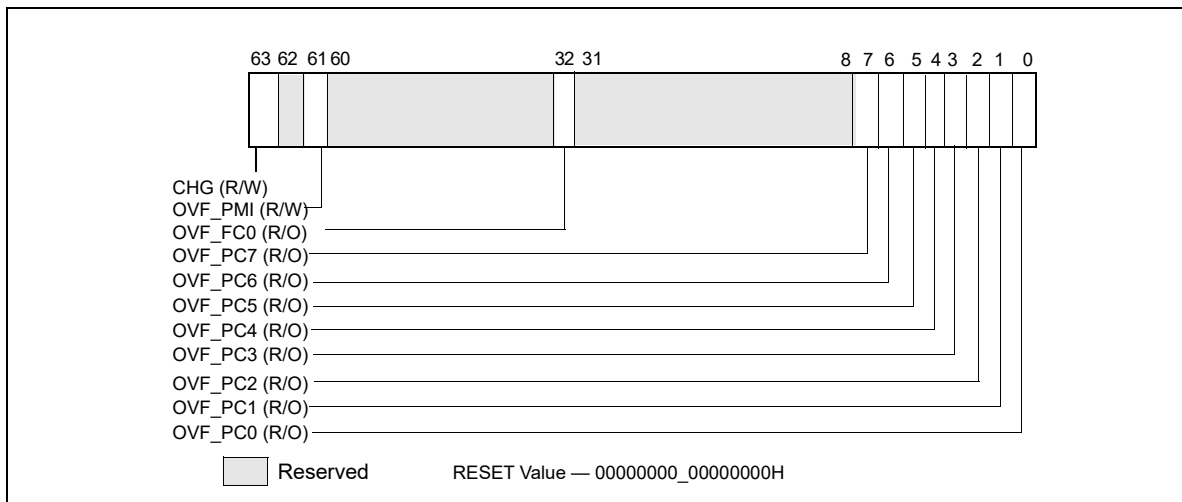 63 62 61 60 32 31 8 7 6 5 4 3 2 1 0
CHG (R/W)
OVF_PMI (R/W)
OVF_FC0 (R/O)
OVF_PC7 (R/O)
OVF_PC6 (R/O)
OVF_PC5 (R/O)
OVF_PC4 (R/O)
OVF_PC3 (R/O)
OVF_PC2 (R/O)
OVF_PC1 (R/O)
OVF_PC0 (R/O)
Reserved RESET Value — 00000000_00000000H